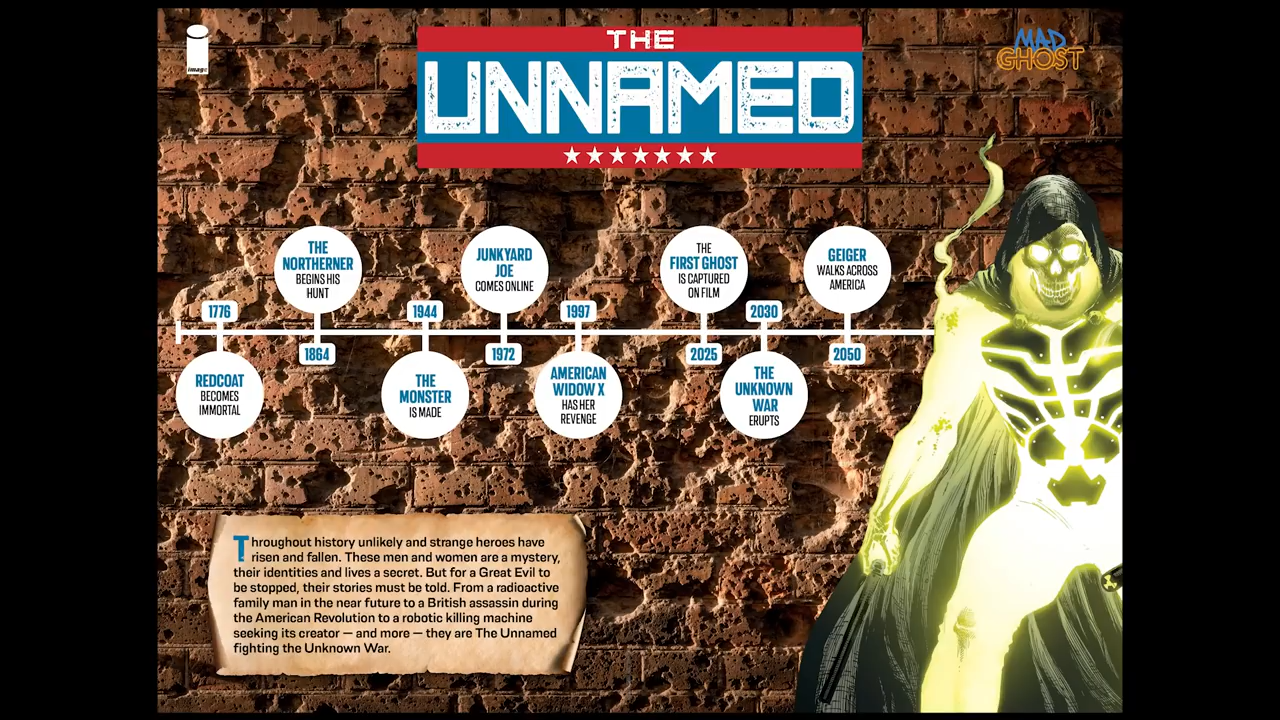 image
THE
UNNAMED
MAD
GHOST
THE
NORTHERNER
BEGINS HIS
HUNT
JUNKYARD
JOE
COMES ONLINE
THE
FIRST GHOST
IS CAPTURED
ON FILM
GEIGER
WALKS ACROSS
AMERICA
1776
1944
1997
2030
1864
1972
2025
2050
REDCOAT
BECOMES
IMMORTAL
THE
MONSTER
IS MADE
AMERICAN
WIDOW X
HAS HER
REVENGE
THE
UNKNOWN
WAR
ERUPTS
Throughout history unlikely and strange heroes have
risen and fallen. These men and women are a mystery,
their identities and lives a secret. But for a Great Evil to
be stopped, their stories must be told. From a radioactive
family man in the near future to a British assassin during
the American Revolution to a robotic killing machine
seeking its creator — and more — they are The Unnamed
fighting the Unknown War.